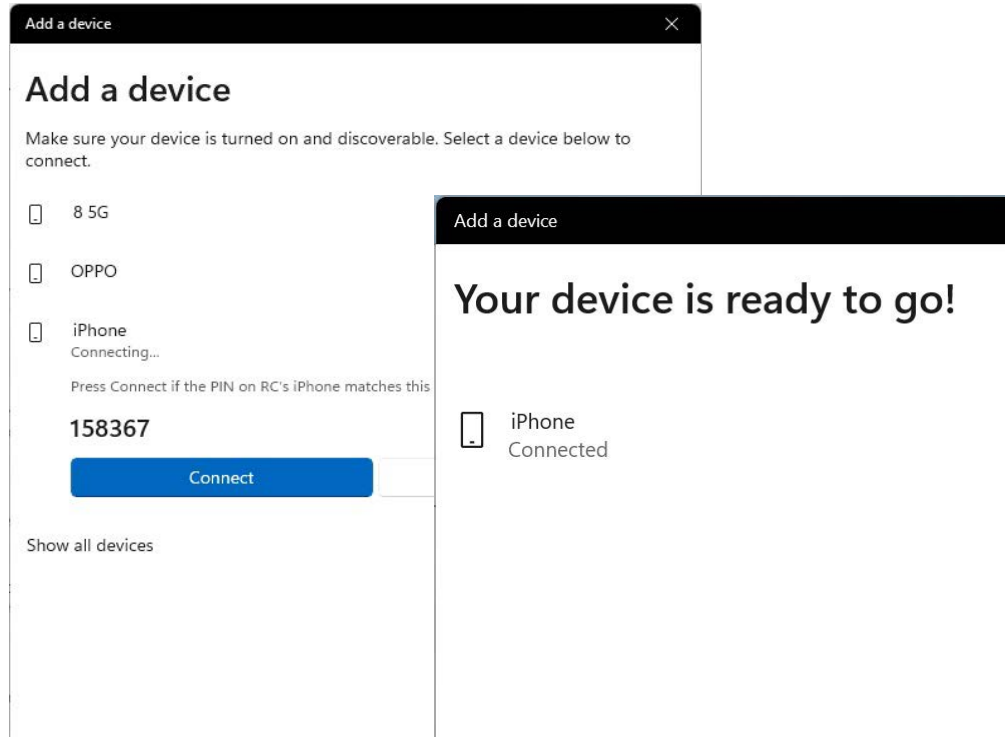 Add a device
Add a device
Make sure your device is turned on and discoverable. Select a device below to
connect.
8 5G
OPPO
iPhone
Connecting...
Press Connect if the PIN on RC's iPhone matches this
158367
Connect
Show all devices
Add a device
Your device is ready to go!
iPhone
Connected